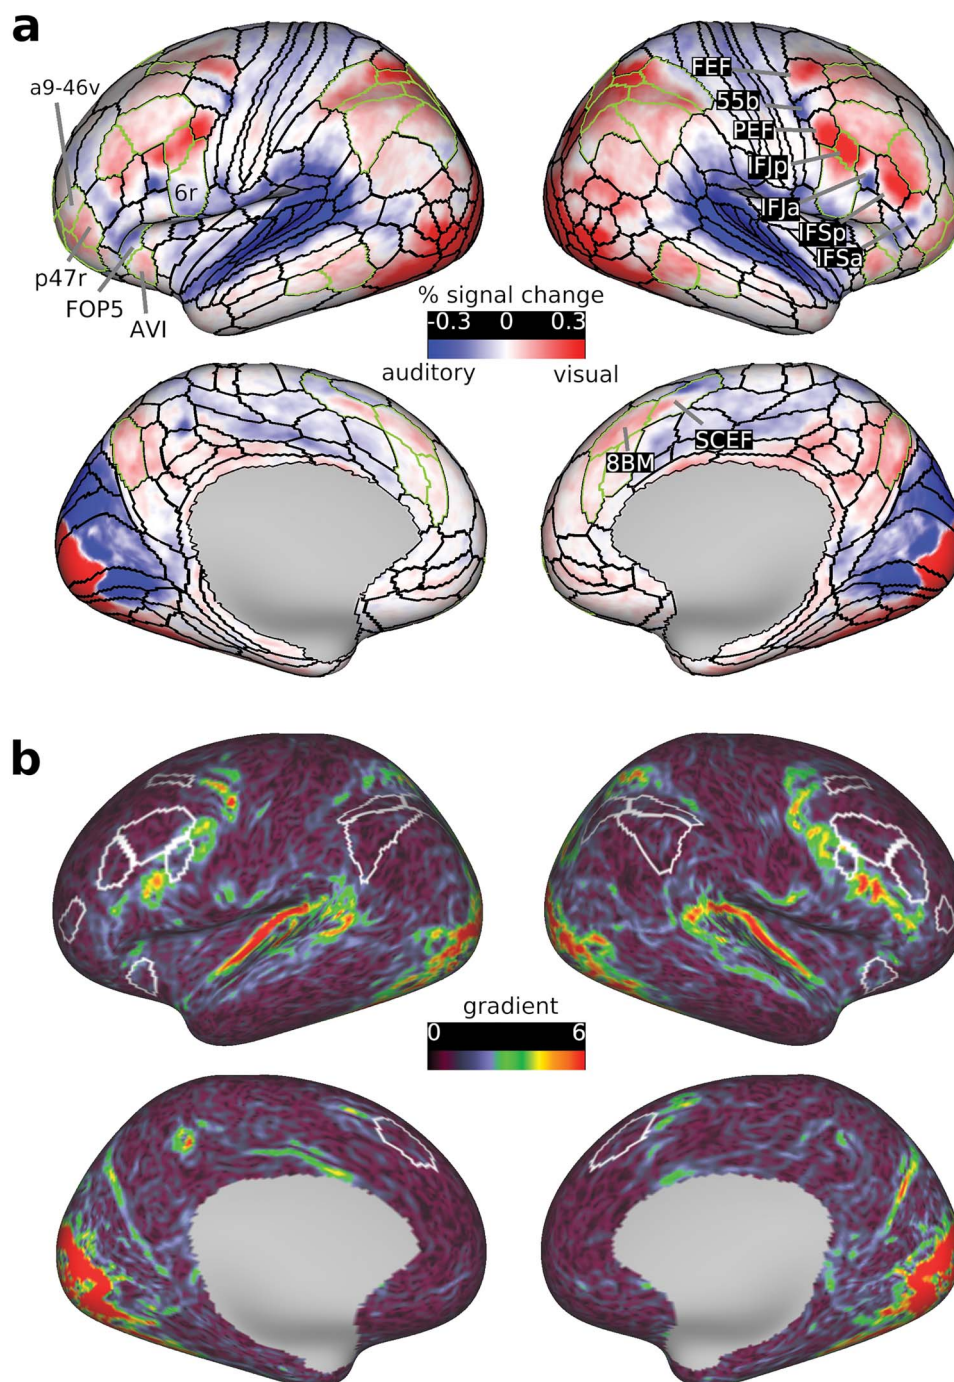 a
a9-46v
6r
p47r
FOP5
AVI
FEF
55b
PEF
IFJp
IFJa
IFSp
IFSa
% signal change
-0.3 0 0.3
auditory visual
SCEF
8BM
b
gradient
0 6